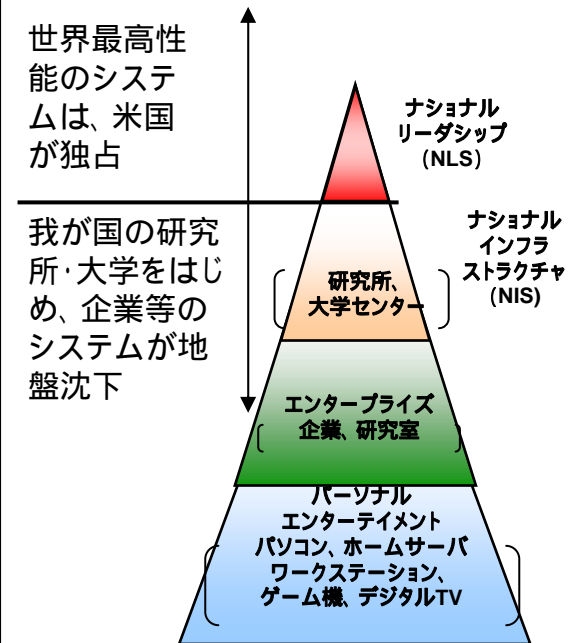 世界最高性
能のシステ
ムは、米国
が独占
ナショナル
リーダシップ
(NLS)
我が国の研究
所・大学をはじ
め、企業等の
システムが地
盤沈下
ナショナル
インフラ
ストラクチャ
(NIS)
研究所、
大学センター
エンタープライズ
企業、研究室
パーソナル
エンターテイメント
パソコン、ホームサーバ
ワークステーション、
ゲーム機、デジタルTV